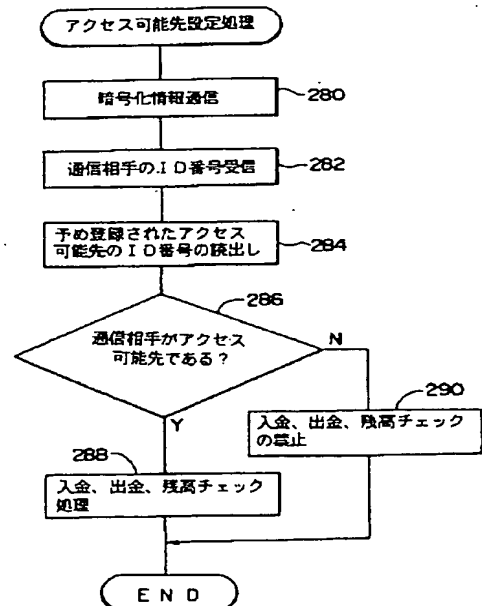 アクセス可能先設定処理
暗号化情報通信
280
通信相手のID番号受信
282
予め登録されたアクセス
可能先のID番号の読出し
284
286
通信相手がアクセス
可能先である?
N
Y
290
入金、出金、残高チェック
の禁止
288
入金、出金、残高チェック
処理
END